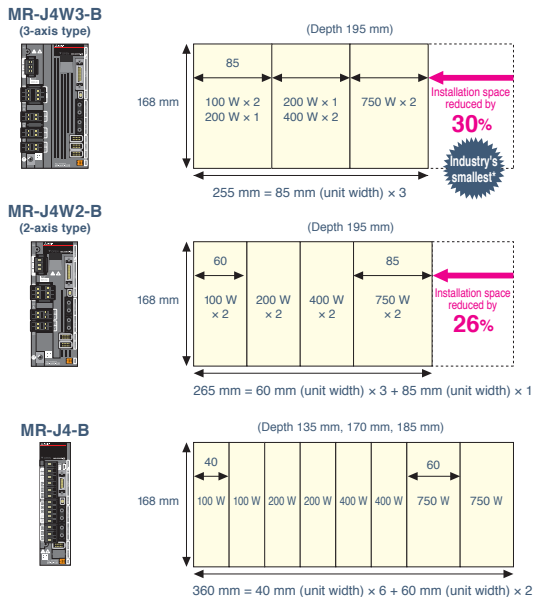 MR-J4W3-B
(3-axis type)
(Depth 195 mm)
85
168 mm
100 W × 2
200 W × 1
200 W × 1
400 W × 2
750 W × 2
Installation space
reduced by
30%
Industry's
smallest*
255 mm = 85 mm (unit width) × 3
MR-J4W2-B
(2-axis type)
(Depth 195 mm)
60
85
168 mm
100 W
× 2
200 W
× 2
400 W
× 2
750 W
× 2
Installation space
reduced by
26%
265 mm = 60 mm (unit width) × 3 + 85 mm (unit width) × 1
MR-J4-B
(Depth 135 mm, 170 mm, 185 mm)
40
60
168 mm
100 W
100 W
200 W
200 W
400 W
400 W
750 W
750 W
360 mm = 40 mm (unit width) × 6 + 60 mm (unit width) × 2